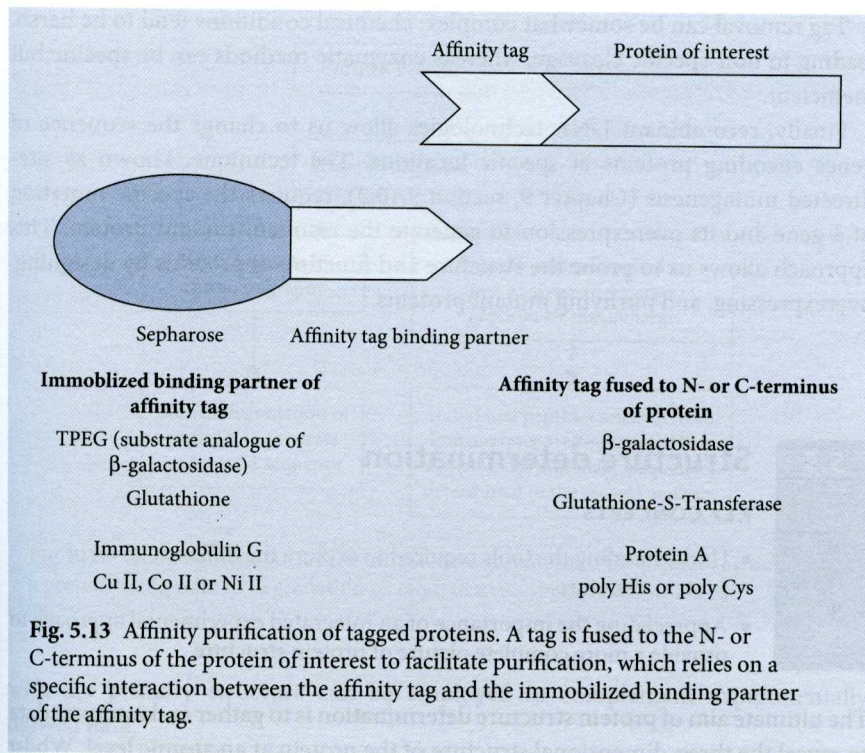 Affinity tag Protein of interest
Sepharose Affinity tag binding partner
Immoblized binding partner of
affinity tag
Affinity tag fused to N- or C-terminus
of protein
TPEG (substrate analogue of
β-galactosidase)
β-galactosidase
Glutathione
Glutathione-S-Transferase
Immunoglobulin G
Protein A
Cu II, Co II or Ni II
poly His or poly Cys
Fig. 5.13 Affinity purification of tagged proteins. A tag is fused to the N- or
C-terminus of the protein of interest to facilitate purification, which relies on a
specific interaction between the affinity tag and the immobilized binding partner
of the affinity tag.